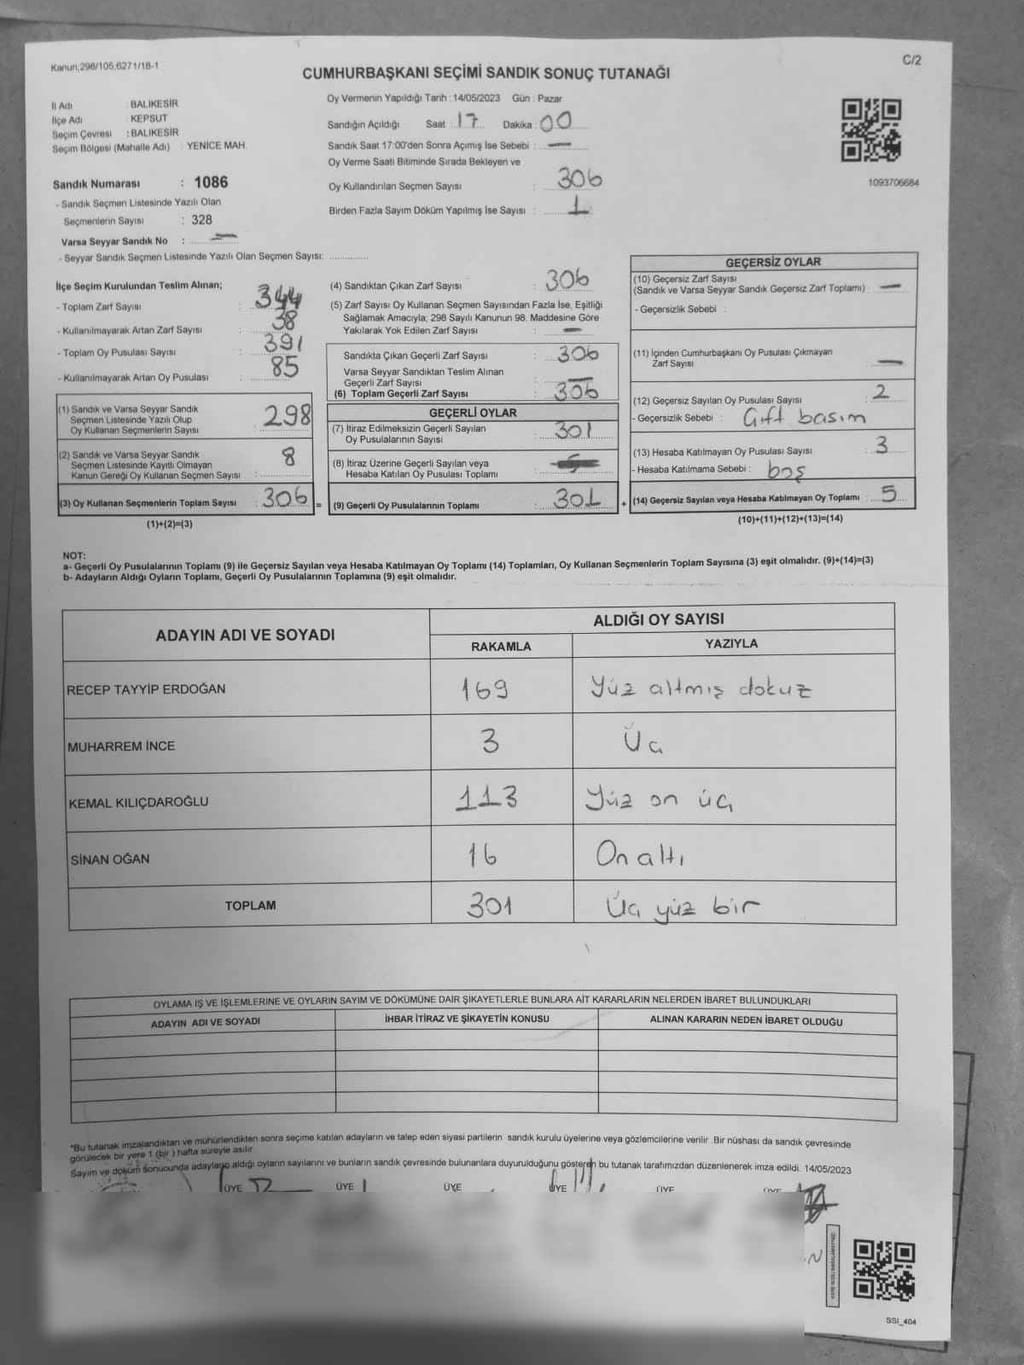 Kanun,298/106,6271/18-1
C/2
CUMHURBAŞKANI SEÇİMİ SANDIK SONUÇ TUTANAĞI
İl Adı : BALIKESİR
İlçe Adı : KEPSUT
Seçim Çevresi : BALIKESİR
Seçim Bölgesi (Mahalle Adı) : YENİCE MAH.
Sandık Numarası : 1086
- Sandık Seçmen Listesinde Yazılı Olan
Seçmenlerin Sayısı : 328
Varsa Seyyar Sandık No : —
- Seyyar Sandık Seçmen Listesinde Yazılı Olan Seçmen Sayısı: ..............
Oy Vermenin Yapıldığı Tarih : 14/05/2023 Gün : Pazar
Sandığın Açıldığı Saat : 17 Dakika : 00
Sandık Saat 17:00'den Sonra Açımış İse Sebebi : —
Oy Verme Saati Bitiminde Sırada Bekleyen ve
Oy Kullandırılan Seçmen Sayısı : 306
Birden Fazla Sayım Döküm Yapılmış İse Sayısı : 1
1093706684
İlçe Seçim Kurulundan Teslim Alınan;
- Toplam Zarf Sayısı : 344
- Kullanılmayarak Artan Zarf Sayısı : 38
- Toplam Oy Pusulası Sayısı : 391
- Kullanılmayarak Artan Oy Pusulası : 85
(1) Sandık ve Varsa Seyyar Sandık
Seçmen Listesinde Yazılı Olup
Oy Kullanan Seçmenlerin Sayısı 298
(2) Sandık ve Varsa Seyyar Sandık
Seçmen Listesinde Kayıtlı Olmayan
Kanun Gereği Oy Kullanan Seçmen Sayısı : 8
(3) Oy Kullanan Seçmenlerin Toplam Sayısı : 306 =
(1)+(2)=(3)
(4) Sandıktan Çıkan Zarf Sayısı : 306
(5) Zarf Sayısı Oy Kullanan Seçmen Sayısından Fazla İse, Eşitliği
Sağlamak Amacıyla; 298 Sayılı Kanunun 98. Maddesine Göre
Yakılarak Yok Edilen Zarf Sayısı : —
Sandıkta Çıkan Geçerli Zarf Sayısı : 306
Varsa Seyyar Sandıktan Teslim Alınan
Geçerli Zarf Sayısı : —
(6) Toplam Geçerli Zarf Sayısı : 306
GEÇERLİ OYLAR
(7) İtiraz Edilmeksizin Geçerli Sayılan
Oy Pusulalarının Sayısı : 301
(8) İtiraz Üzerine Geçerli Sayılan veya
Hesaba Katılan Oy Pusulası Toplamı :
(9) Geçerli Oy Pusulalarının Toplamı : 301 +
GEÇERSİZ OYLAR
(10) Geçersiz Zarf Sayısı
(Sandık ve Varsa Seyyar Sandık Geçersiz Zarf Toplamı) : —
- Geçersizlik Sebebi :
(11) İçinden Cumhurbaşkanı Oy Pusulası Çıkmayan
Zarf Sayısı : —
(12) Geçersiz Sayılan Oy Pusulası Sayısı : 2
- Geçersizlik Sebebi : Çift basım
(13) Hesaba Katılmayan Oy Pusulası Sayısı : 3
- Hesaba Katılmama Sebebi : boş
(14) Geçersiz Sayılan veya Hesaba Katılmayan Oy Toplamı : 5
(10)+(11)+(12)+(13)=(14)
NOT:
a- Geçerli Oy Pusulalarının Toplamı (9) ile Geçersiz Sayılan veya Hesaba Katılmayan Oy Toplamı (14) Toplamları, Oy Kullanan Seçmenlerin Toplam Sayısına (3) eşit olmalıdır. (9)+(14)=(3)
b- Adayların Aldığı Oyların Toplamı, Geçerli Oy Pusulalarının Toplamına (9) eşit olmalıdır.
ADAYIN ADI VE SOYADI
ALDIĞI OY SAYISI
RAKAMLA YAZIYLA
RECEP TAYYİP ERDOĞAN 169 Yüz altmış dokuz
MUHARREM İNCE 3 Üç
KEMAL KILIÇDAROĞLU 113 Yüz on üç
SİNAN OĞAN 16 On altı
TOPLAM 301 Üç yüz bir
OYLAMA İŞ VE İŞLEMLERİNE VE OYLARIN SAYIM VE DÖKÜMÜNE DAİR ŞİKAYETLERLE BUNLARA AİT KARARLARIN NELERDEN İBARET BULUNDUKLARI
ADAYIN ADI VE SOYADI İHBAR İTİRAZ VE ŞİKAYETİN KONUSU ALINAN KARARIN NEDEN İBARET OLDUĞU
*Bu tutanak imzalandıktan ve mühürlendikten sonra seçime katılan adayların ve talep eden siyasi partilerin sandık kurulu üyelerine veya gözlemcilerine verilir. Bir nüshası da sandık çevresinde
görülecek bir yere 1 (bir ) hafta süreyle asılır
Sayım ve döküm sonucunda adayların aldığı oyların sayılarını ve bunların sandık çevresinde bulunanlara duyurulduğunu gösteren bu tutanak tarafımızdan düzenlenerek imza edildi. 14/05/2023
ÜYE ÜYE ÜYE ÜYE ÜYE
SSI_404